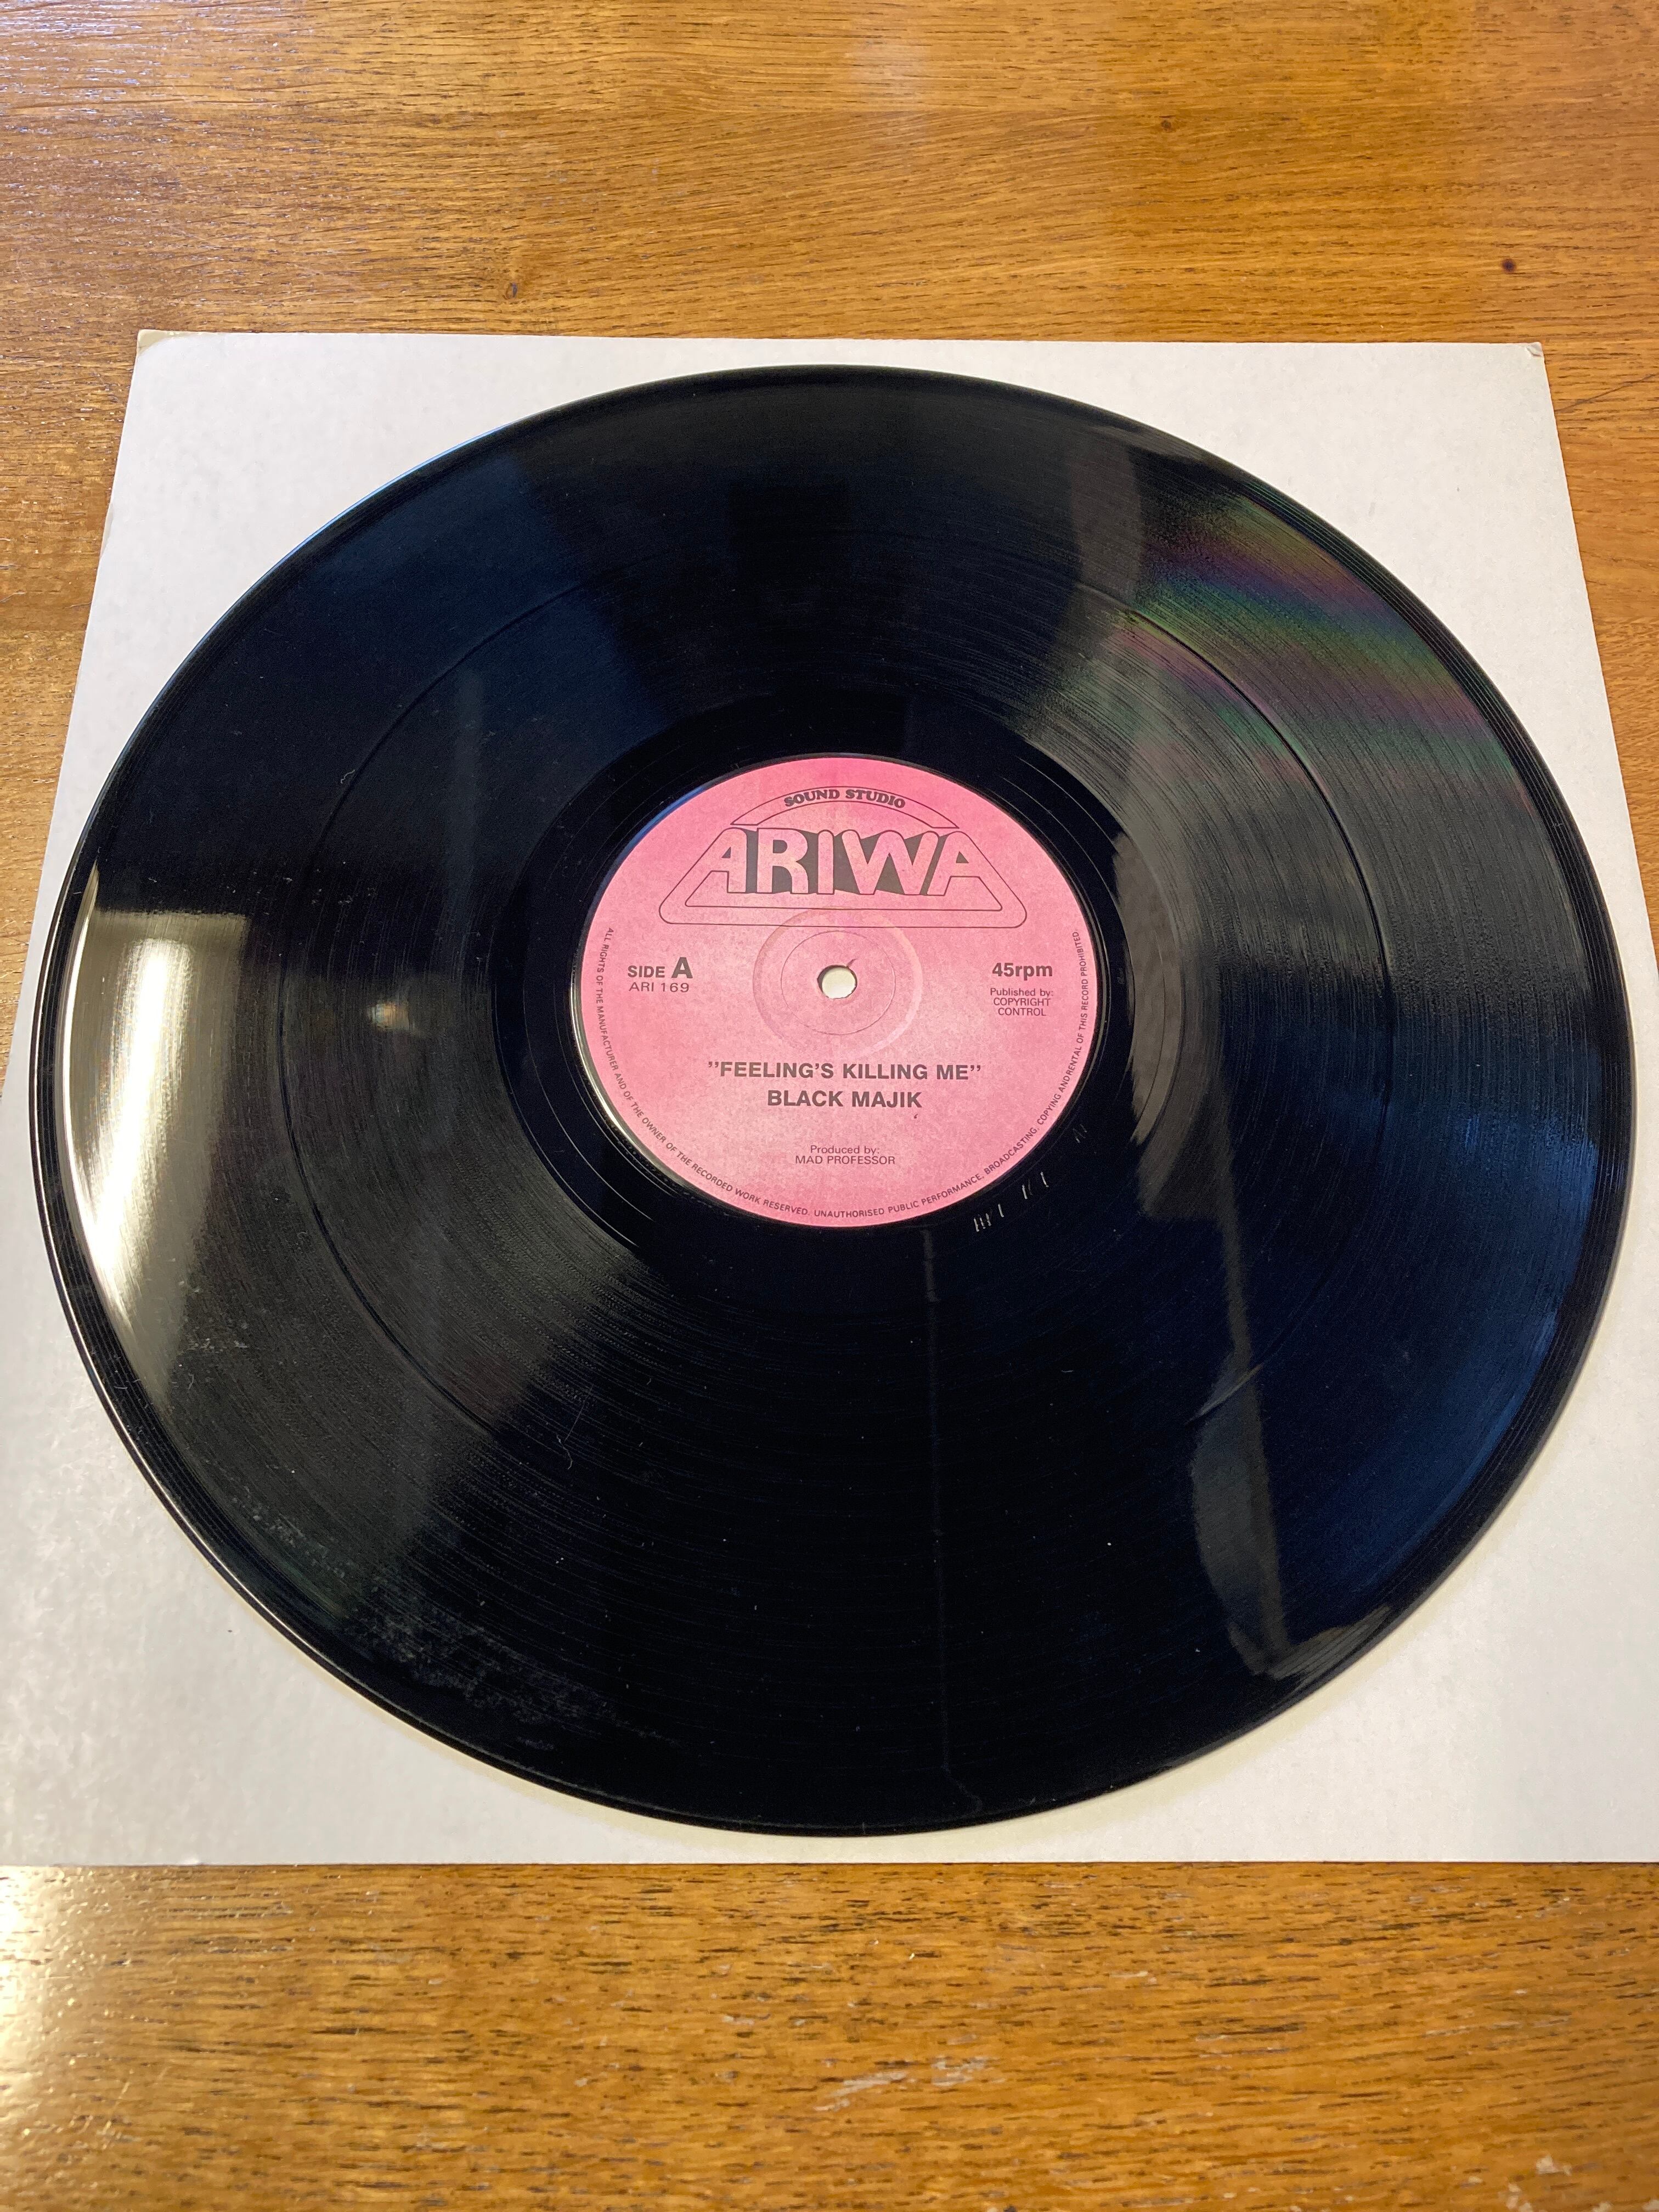 SOUND STUDIO
ARIWA
SIDE A
ARI 169
45rpm
Published by:
COPYRIGHT
CONTROL
"FEELING'S KILLING ME"
BLACK MAJIK
Produced by:
MAD PROFESSOR
ALL RIGHTS OF THE MANUFACTURER AND OF THE OWNER OF THE RECORDED WORK RESERVED. UNAUTHORISED PUBLIC PERFORMANCE, BROADCASTING, COPYING AND RENTAL OF THIS RECORD PROHIBITED